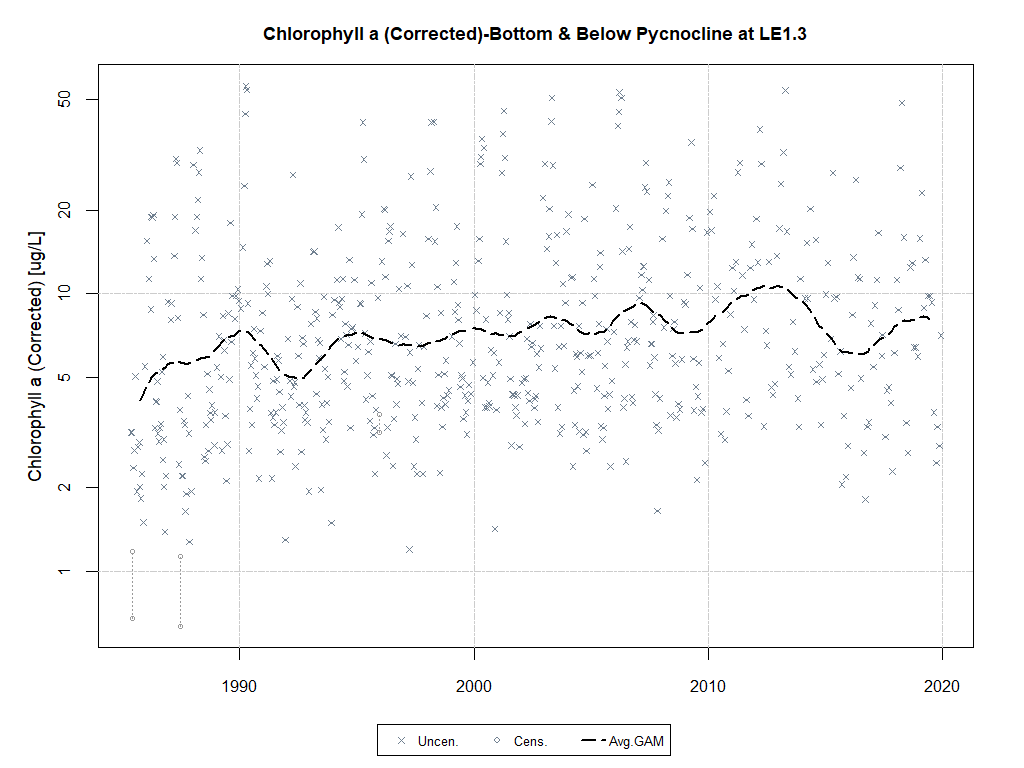 Chlorophyll a (Corrected)-Bottom & Below Pycnocline at LE1.3
Chlorophyll a (Corrected) [ug/L]
50
20
10
5
2
1
1990 2000 2010 2020
Uncen. Cens. Avg.GAM